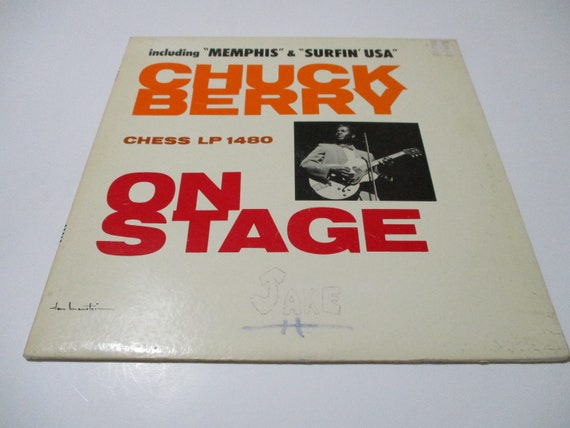 including "MEMPHIS" & "SURFIN' USA"
CHUCK
BERRY
CHESS LP 1480
ON
STAGE
JAKE